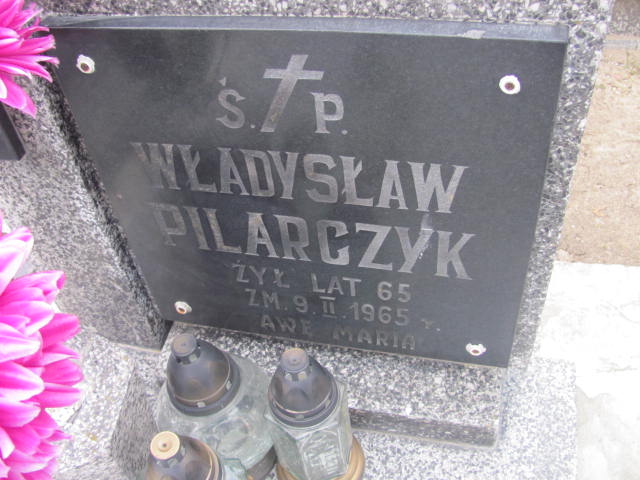 Ś. P.
WŁADYSŁAW
PILARCZYK
ŻYŁ LAT 65
ZM. 9. II. 1965 r.
AWE MARIA